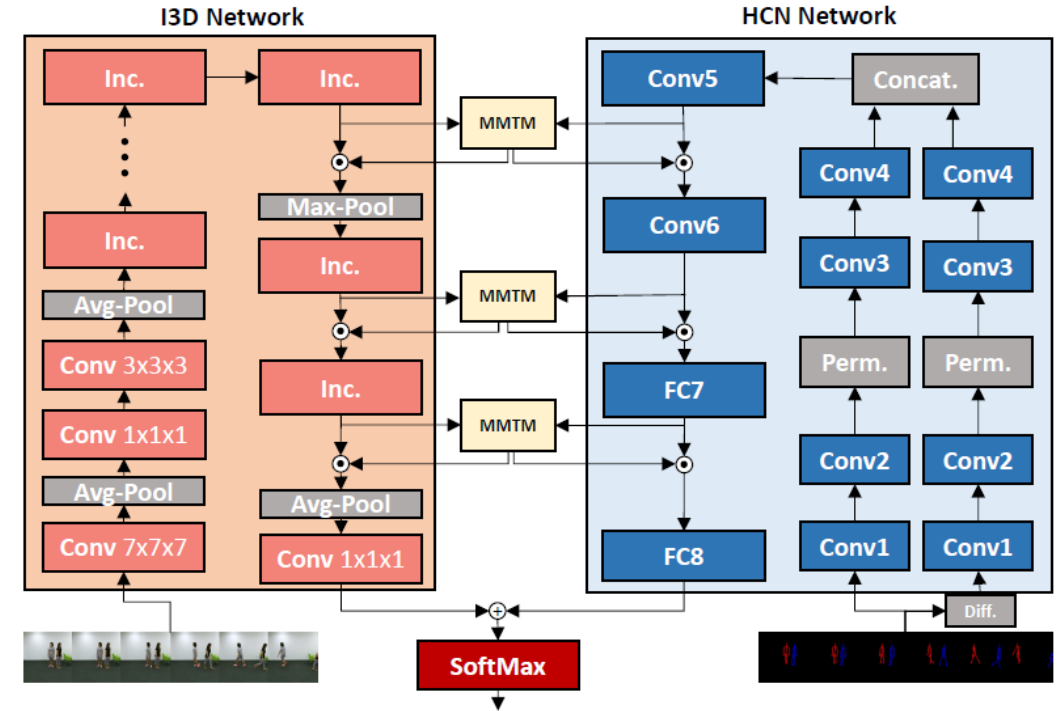 I3D Network
HCN Network
Inc.
Inc.
Inc.
Avg-Pool
Conv 3x3x3
Conv 1x1x1
Avg-Pool
Conv 7x7x7
Max-Pool
Inc.
Inc.
Avg-Pool
Conv 1x1x1
MMTM
MMTM
MMTM
Conv5
Conv6
FC7
FC8
Concat.
Conv4
Conv3
Perm.
Conv2
Conv1
Conv4
Conv3
Perm.
Conv2
Conv1
Diff.
+
SoftMax